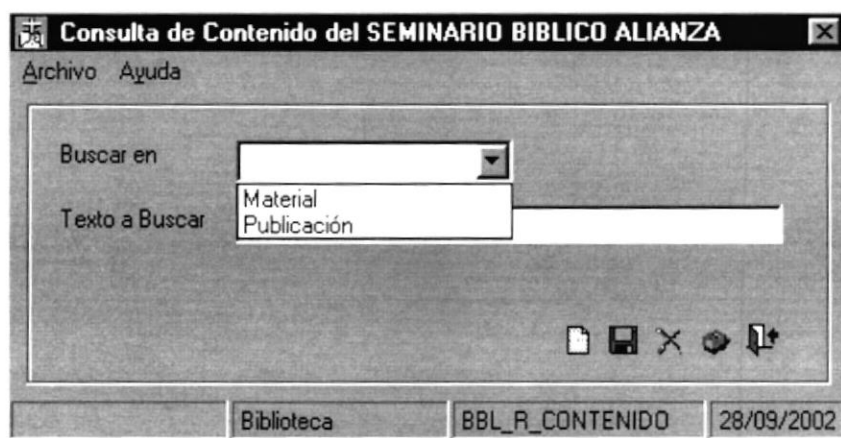 Consulta de Contenido del SEMINARIO BIBLICO ALIANZA
Archivo Ayuda
Buscar en
Material
Publicación
Texto a Buscar
Biblioteca BBL_R_CONTENIDO 28/09/2002